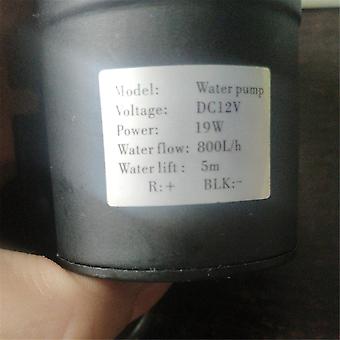 Model: Water pump
Voltage: DC12V
Power: 19W
Water flow: 800L/h
Water lift: 5m
R:+ BLK:-